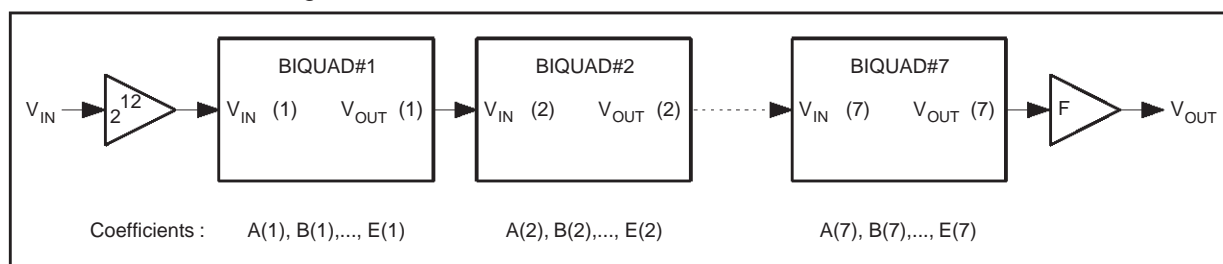 BIQUAD#1 BIQUAD#2 BIQUAD#7
V_IN 2^12 V_IN (1) V_OUT (1) V_IN (2) V_OUT (2) V_IN (7) V_OUT (7) F V_OUT
Coefficients : A(1), B(1),..., E(1) A(2), B(2),..., E(2) A(7), B(7),..., E(7)